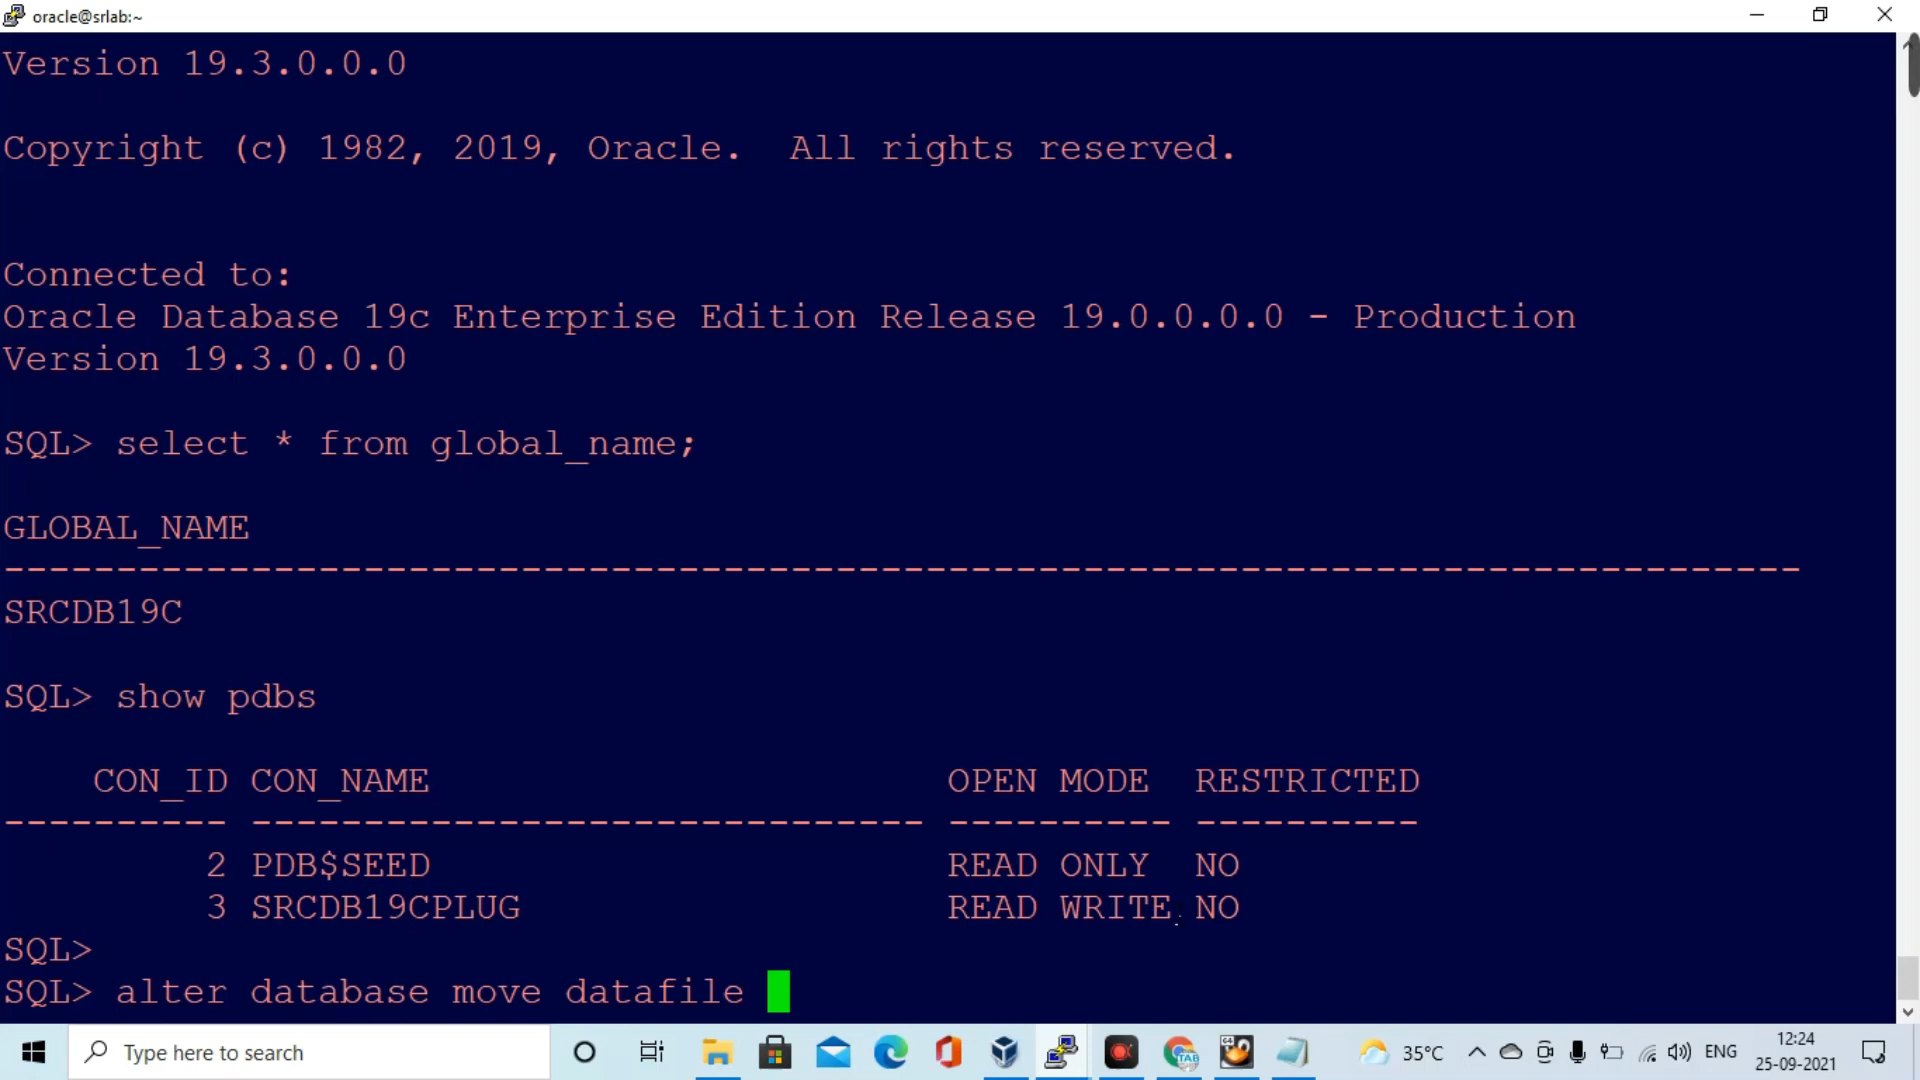 oracle@srlab:~
Version 19.3.0.0.0
Copyright (c) 1982, 2019, Oracle.  All rights reserved.
Connected to:
Oracle Database 19c Enterprise Edition Release 19.0.0.0.0 - Production
Version 19.3.0.0.0
SQL> select * from global_name;
GLOBAL_NAME
--------------------------------------------------------------------------------
SRCDB19C
SQL> show pdbs
    CON_ID CON_NAME                       OPEN MODE  RESTRICTED
---------- ------------------------------ ---------- ----------
         2 PDB$SEED                       READ ONLY  NO
         3 SRCDB19CPLUG                   READ WRITE NO
SQL>
SQL> alter database move datafile
Type here to search
35°C
ENG
12:24
25-09-2021